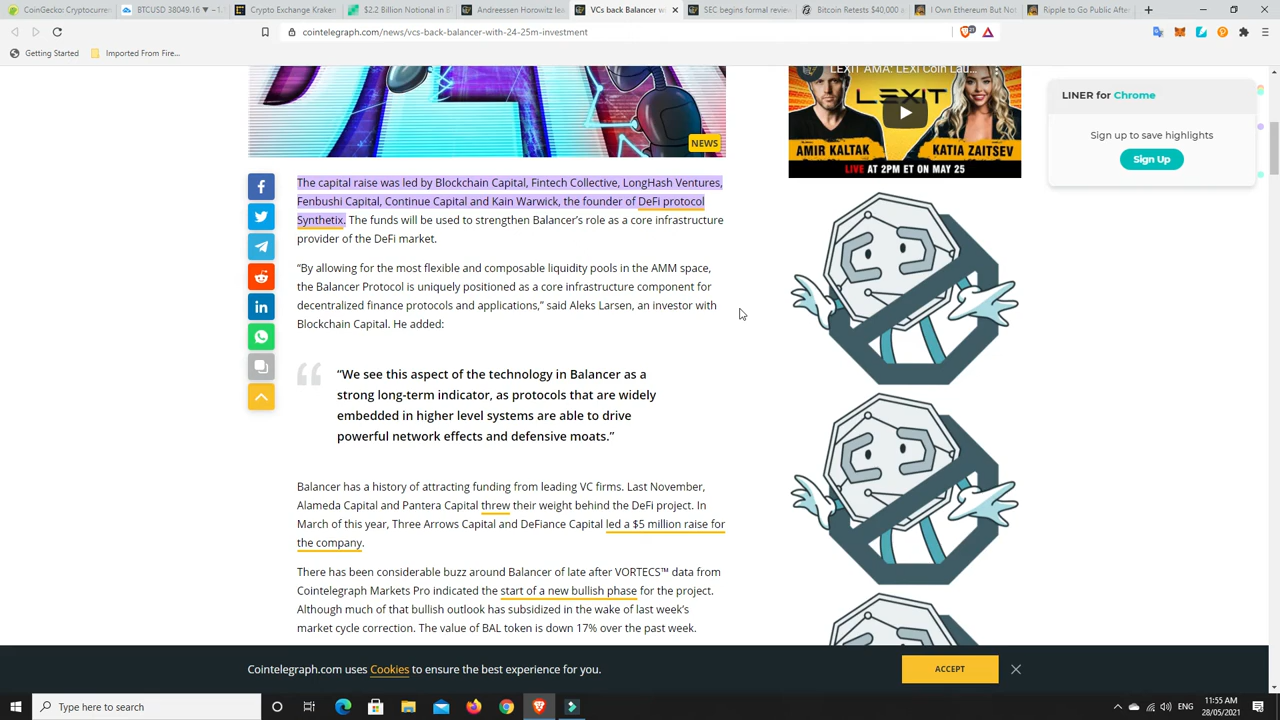 CoinGecko: Cryptocurren
BTCUSD 38049.16 ▼ −1.
Crypto Exchange Kraken
$2.2 Billion Notional in E
Andreessen Horowitz lea
VCs back Balancer w
SEC begins formal review
Bitcoin Retests $40,000 a
I Own Ethereum But Not
Ripple to Go Public After
cointelegraph.com/news/vcs-back-balancer-with-24-25m-investment
Getting Started
Imported From Fire...
LEXIT AMA: LEXI Coin Lau...
LEXIT
AMIR KALTAK
KATIA ZAITSEV
LIVE AT 2PM ET ON MAY 25
LINER for Chrome
Sign up to save highlights
Sign Up
NEWS
The capital raise was led by Blockchain Capital, Fintech Collective, LongHash Ventures,
Fenbushi Capital, Continue Capital and Kain Warwick, the founder of DeFi protocol
Synthetix. The funds will be used to strengthen Balancer’s role as a core infrastructure
provider of the DeFi market.
“By allowing for the most flexible and composable liquidity pools in the AMM space,
the Balancer Protocol is uniquely positioned as a core infrastructure component for
decentralized finance protocols and applications,” said Aleks Larsen, an investor with
Blockchain Capital. He added:
“We see this aspect of the technology in Balancer as a
strong long-term indicator, as protocols that are widely
embedded in higher level systems are able to drive
powerful network effects and defensive moats.”
Balancer has a history of attracting funding from leading VC firms. Last November,
Alameda Capital and Pantera Capital threw their weight behind the DeFi project. In
March of this year, Three Arrows Capital and DeFiance Capital led a $5 million raise for
the company.
There has been considerable buzz around Balancer of late after VORTECS™ data from
Cointelegraph Markets Pro indicated the start of a new bullish phase for the project.
Although much of that bullish outlook has subsidized in the wake of last week’s
market cycle correction. The value of BAL token is down 17% over the past week.
Cointelegraph.com uses Cookies to ensure the best experience for you.
ACCEPT
Type here to search
ENG
11:55 AM
28/05/2021